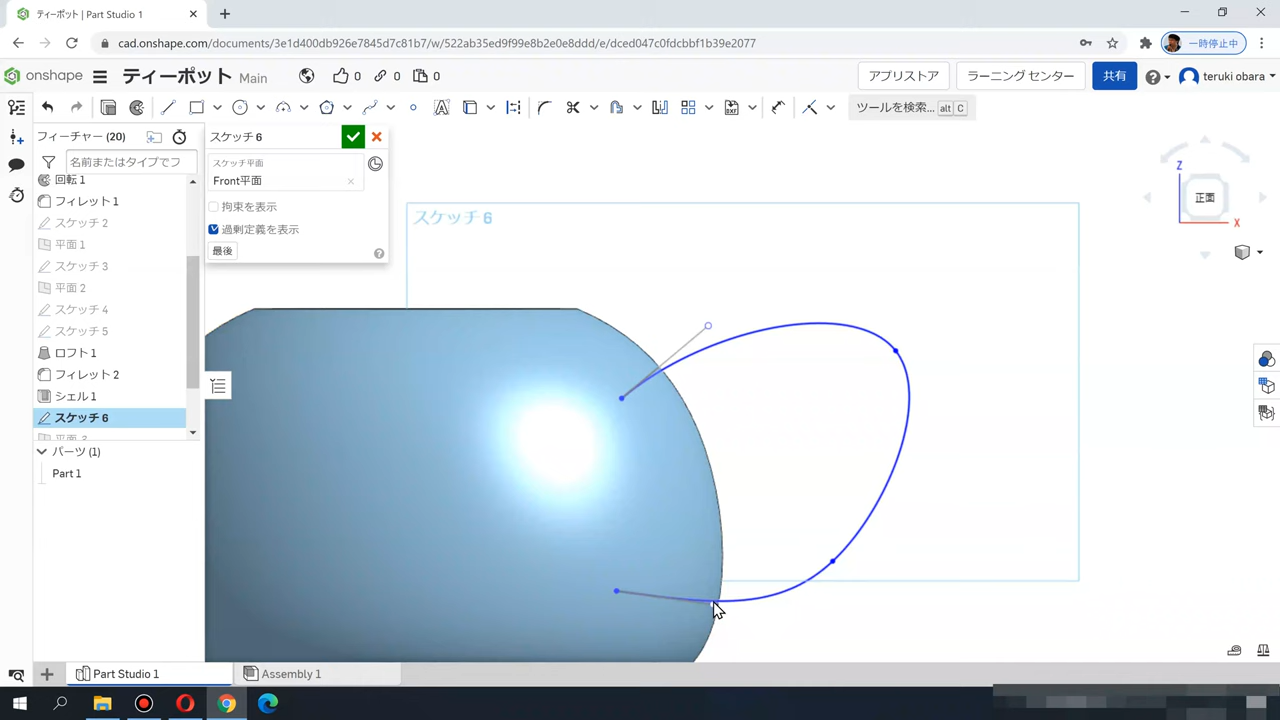 ティーポット | Part Studio 1
cad.onshape.com/documents/3e1d400db926e7845d7c81b7/w/522b35ea9bceb8b2e0e8ddd/e/dced047c0fdcbbf1b39e2077
一時停止中
onshape
ティーポット Main
0 0 0
アプリストア
ラーニング センター
共有
teruki obara
ツールを検索... alt C
フィーチャー (20)
名前またはタイプでフ
回転 1
フィレット 1
スケッチ 2
平面 1
スケッチ 3
平面 2
スケッチ 4
スケッチ 5
ロフト 1
フィレット 2
シェル 1
スケッチ 6
平面 3
パーツ (1)
Part 1
スケッチ 6
スケッチ平面
Front平面
拘束を表示
過剰定義を表示
最後
スケッチ 6
Z
正面
X
Part Studio 1
Assembly 1